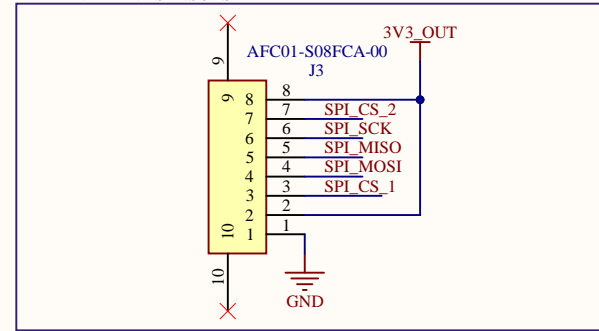 3V3_OUT
9
AFC01-S08FCA-00
J3
9
8
8
7
7
SPI_CS_2
6
6
SPI_SCK
5
5
SPI_MISO
4
4
SPI_MOSI
3
3
SPI_CS_1
2
2
10
1
1
10
GND